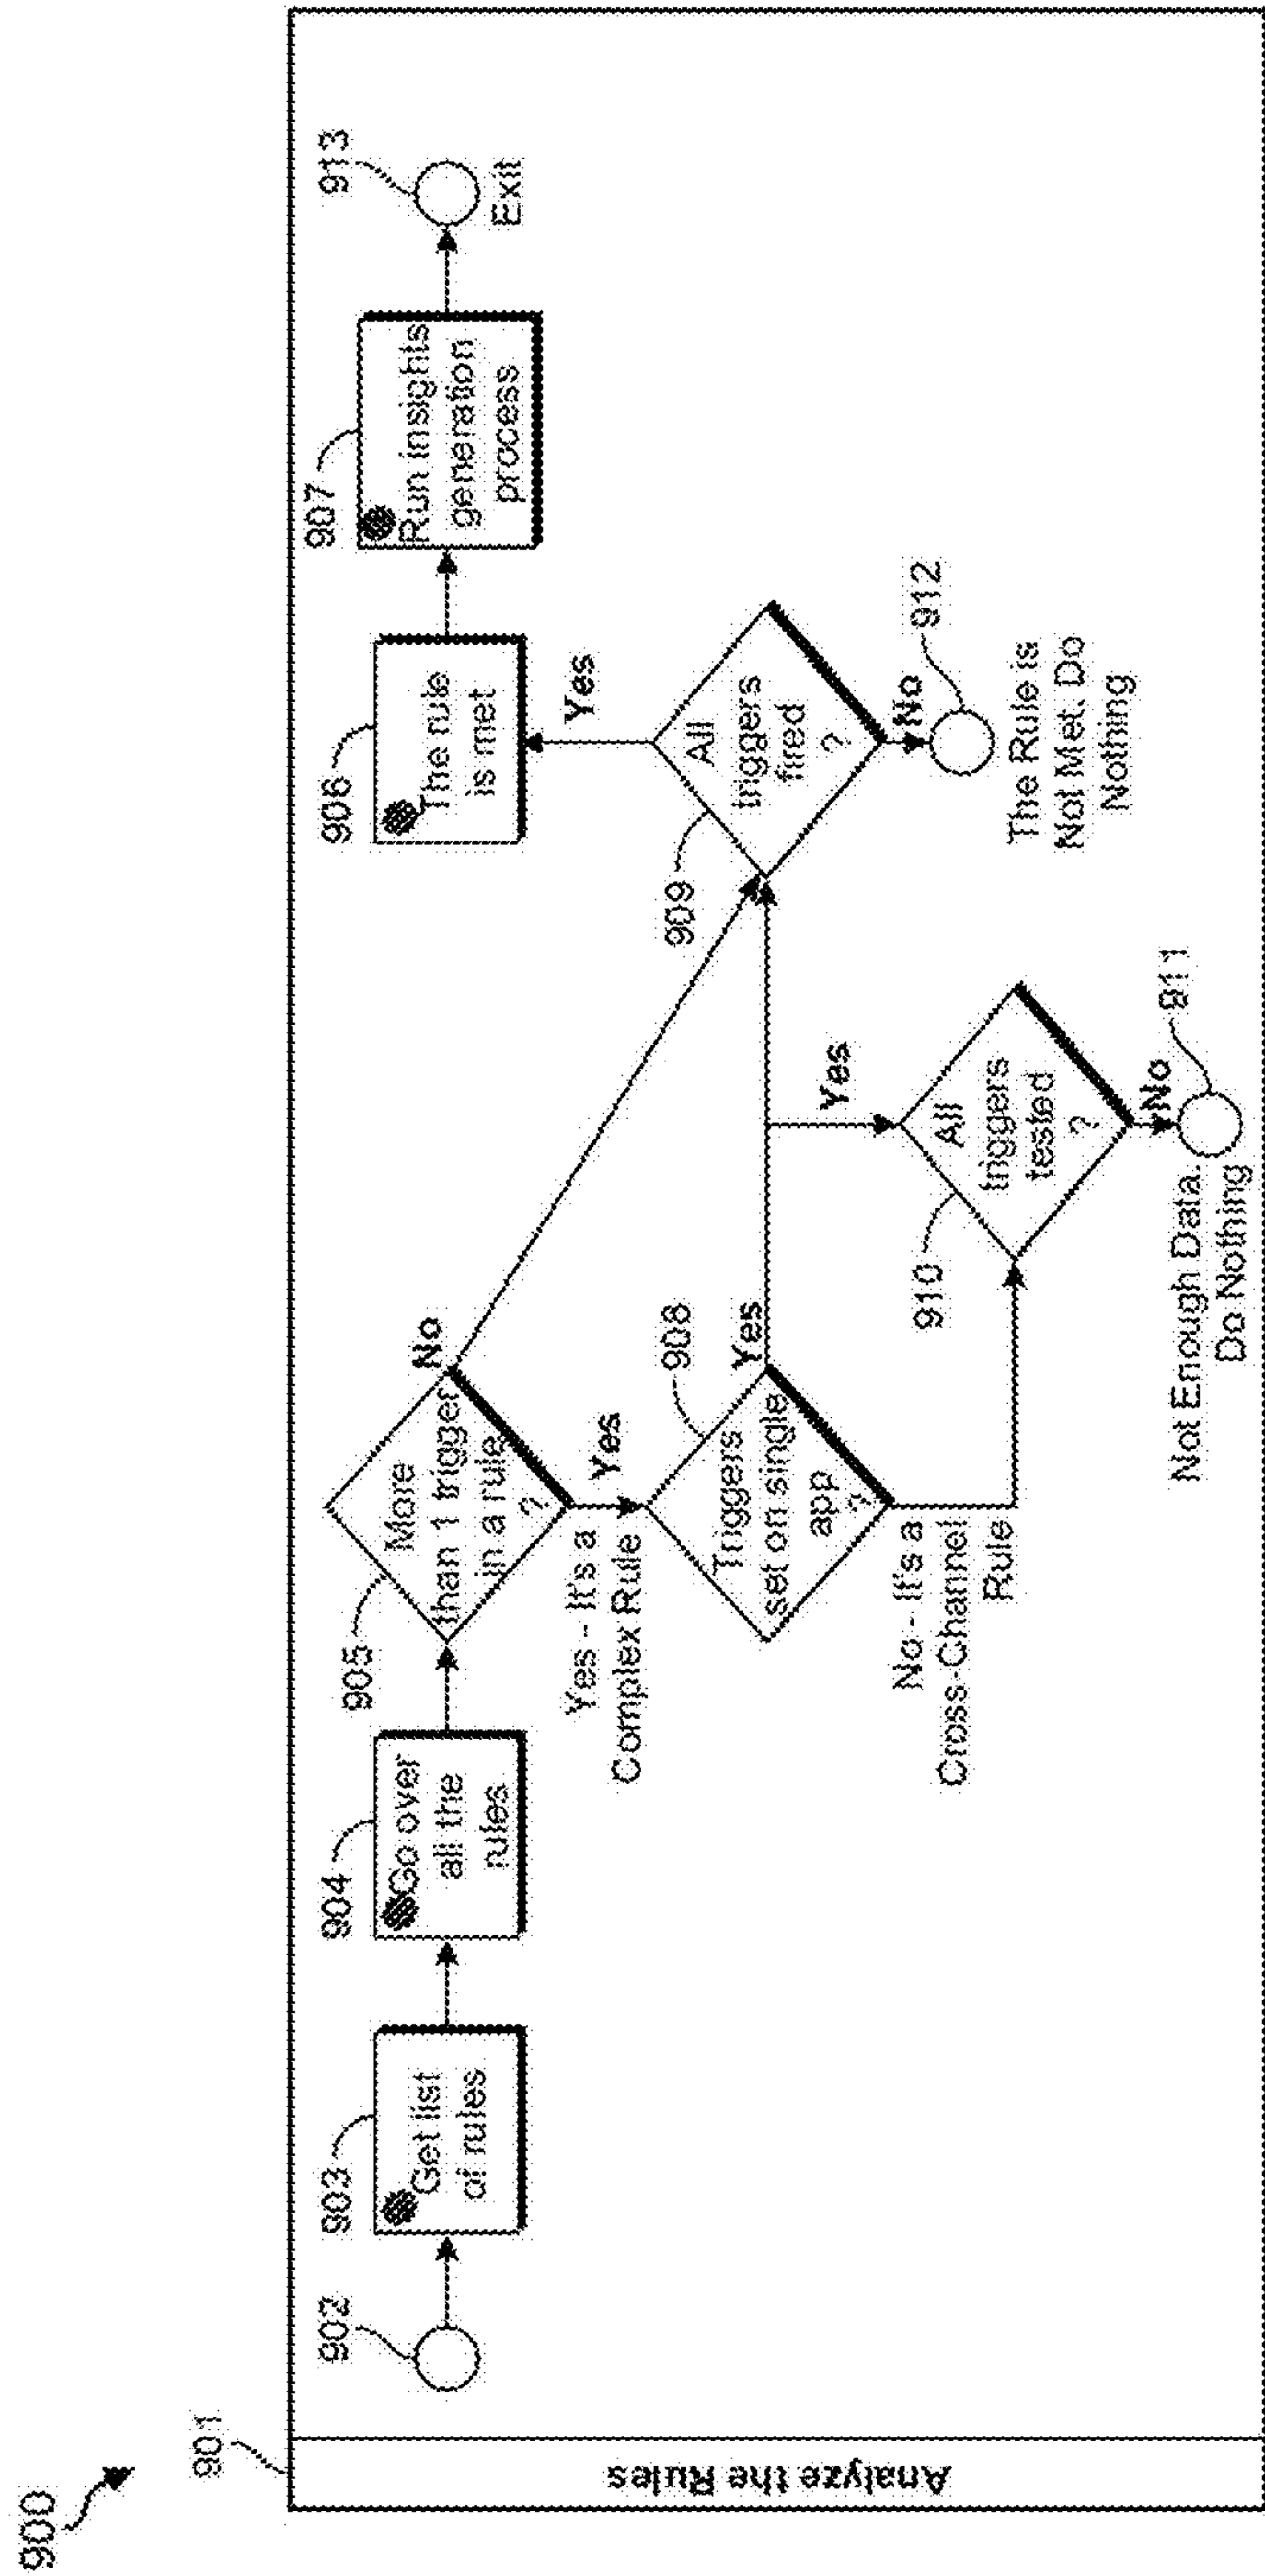 900
901
Analyze the Rules
902
903
Get list
of rules
904
Go over
all the
rules
905
More
than 1 trigger
in a rule
?
No
Yes
Yes - It's a
Complex Rule
908
Triggers
set on single
app
?
Yes
No - It's a
Cross-Channel
Rule
910
All
triggers
tested
?
Yes
No
911
Not Enough Data.
Do Nothing
909
All
triggers
fired
?
Yes
No
912
The Rule is
Not Met. Do
Nothing
906
The rule
is met
907
Run insights
generation
process
913
Exit